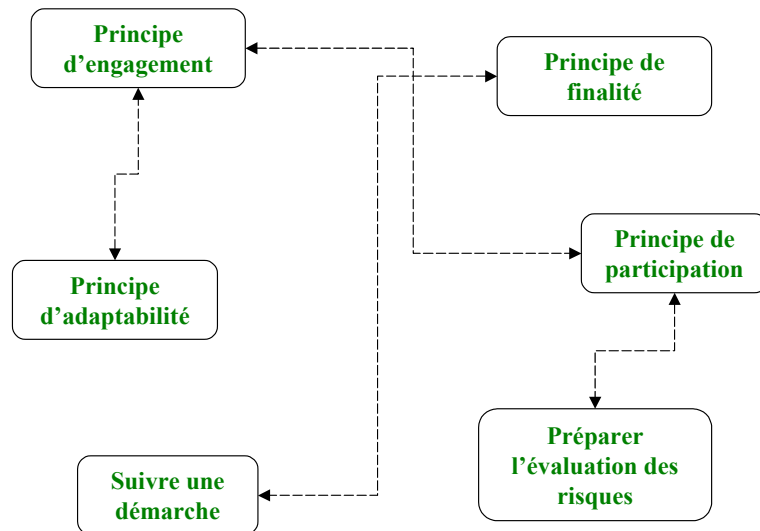 Principe
d’engagement
Principe de
finalité
Principe de
participation
Principe
d’adaptabilité
Préparer
l’évaluation des
risques
Suivre une
démarche